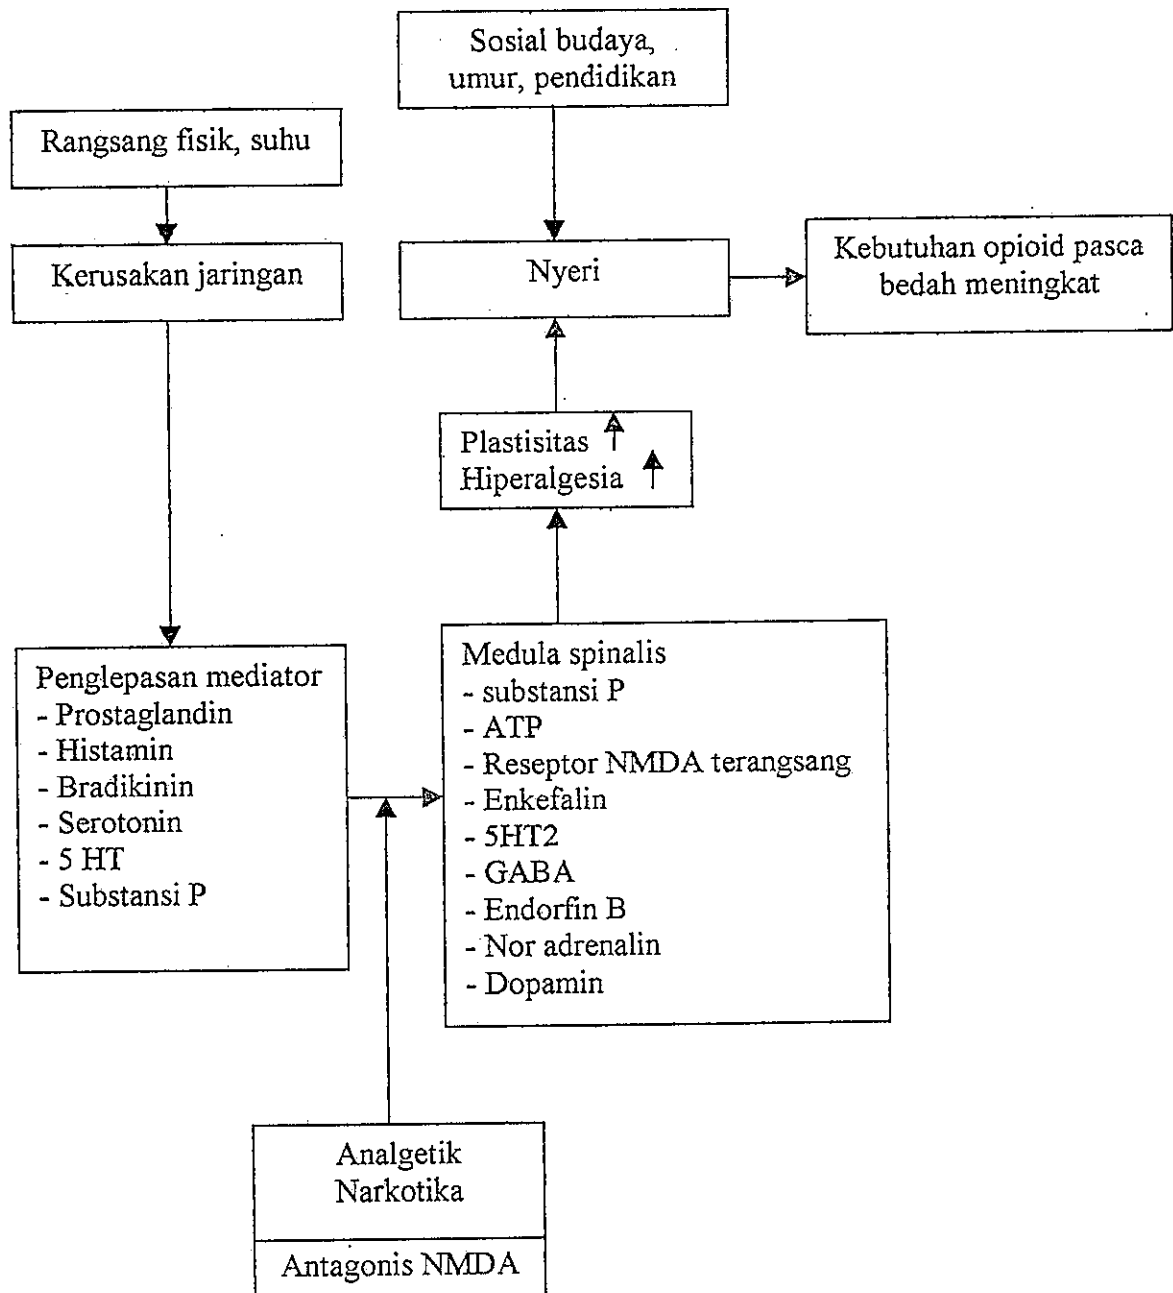 Sosial budaya,
umur, pendidikan
Rangsang fisik, suhu
Kerusakan jaringan
Nyeri
Kebutuhan opioid pasca
bedah meningkat
Plastisitas ↑
Hiperalgesia ↑
Penglepasan mediator
- Prostaglandin
- Histamin
- Bradikinin
- Serotonin
- 5 HT
- Substansi P
Medula spinalis
- substansi P
- ATP
- Reseptor NMDA terangsang
- Enkefalin
- 5HT2
- GABA
- Endorfin B
- Nor adrenalin
- Dopamin
Analgetik
Narkotika
Antagonis NMDA